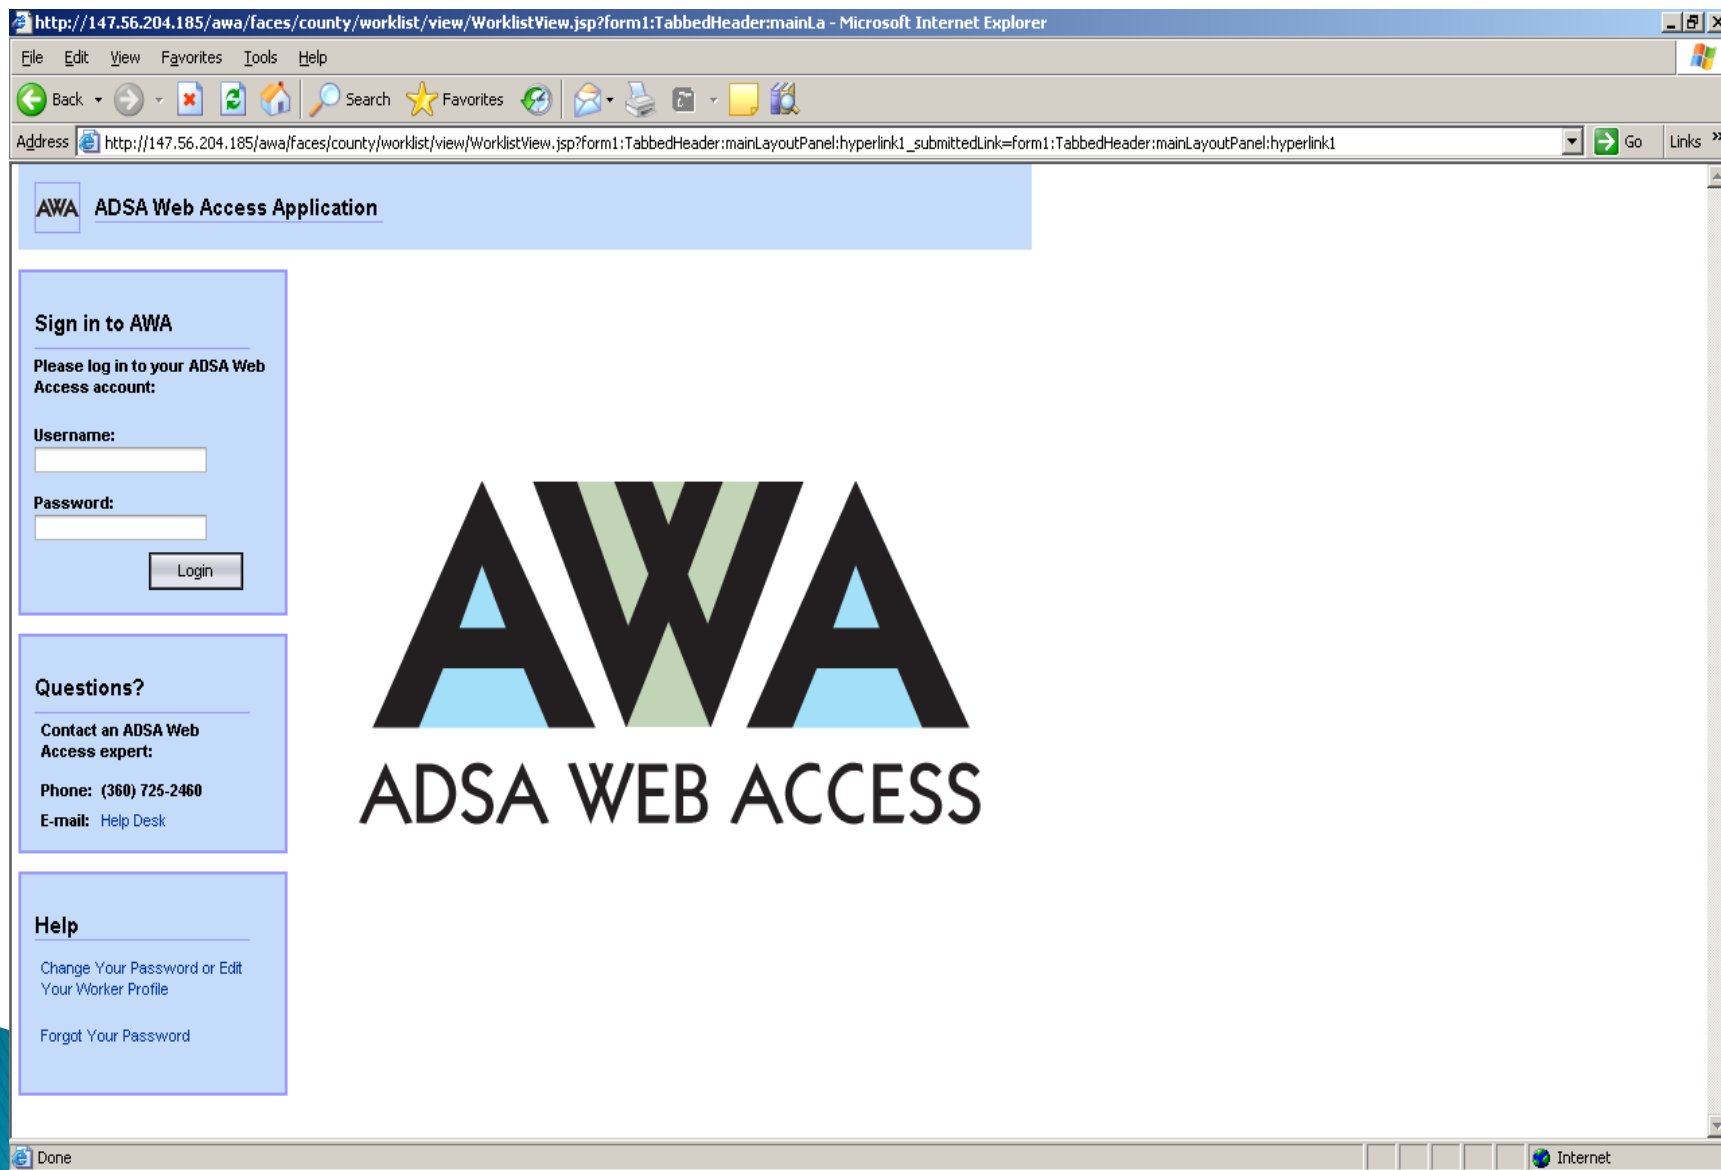 http://147.56.204.185/awa/faces/county/worklist/view/WorklistView.jsp?form1:TabbedHeader:mainLa - Microsoft Internet Explorer
File Edit View Favorites Tools Help
Back Search Favorites
Address http://147.56.204.185/awa/faces/county/worklist/view/WorklistView.jsp?form1:TabbedHeader:mainLayoutPanel:hyperlink1_submittedLink=form1:TabbedHeader:mainLayoutPanel:hyperlink1 Go Links »
AWA ADSA Web Access Application
Sign in to AWA
Please log in to your ADSA Web
Access account:
Username:
Password:
Login
Questions?
Contact an ADSA Web
Access expert:
Phone: (360) 725-2460
E-mail: Help Desk
Help
Change Your Password or Edit
Your Worker Profile
Forgot Your Password
AWA
ADSA WEB ACCESS
Done Internet